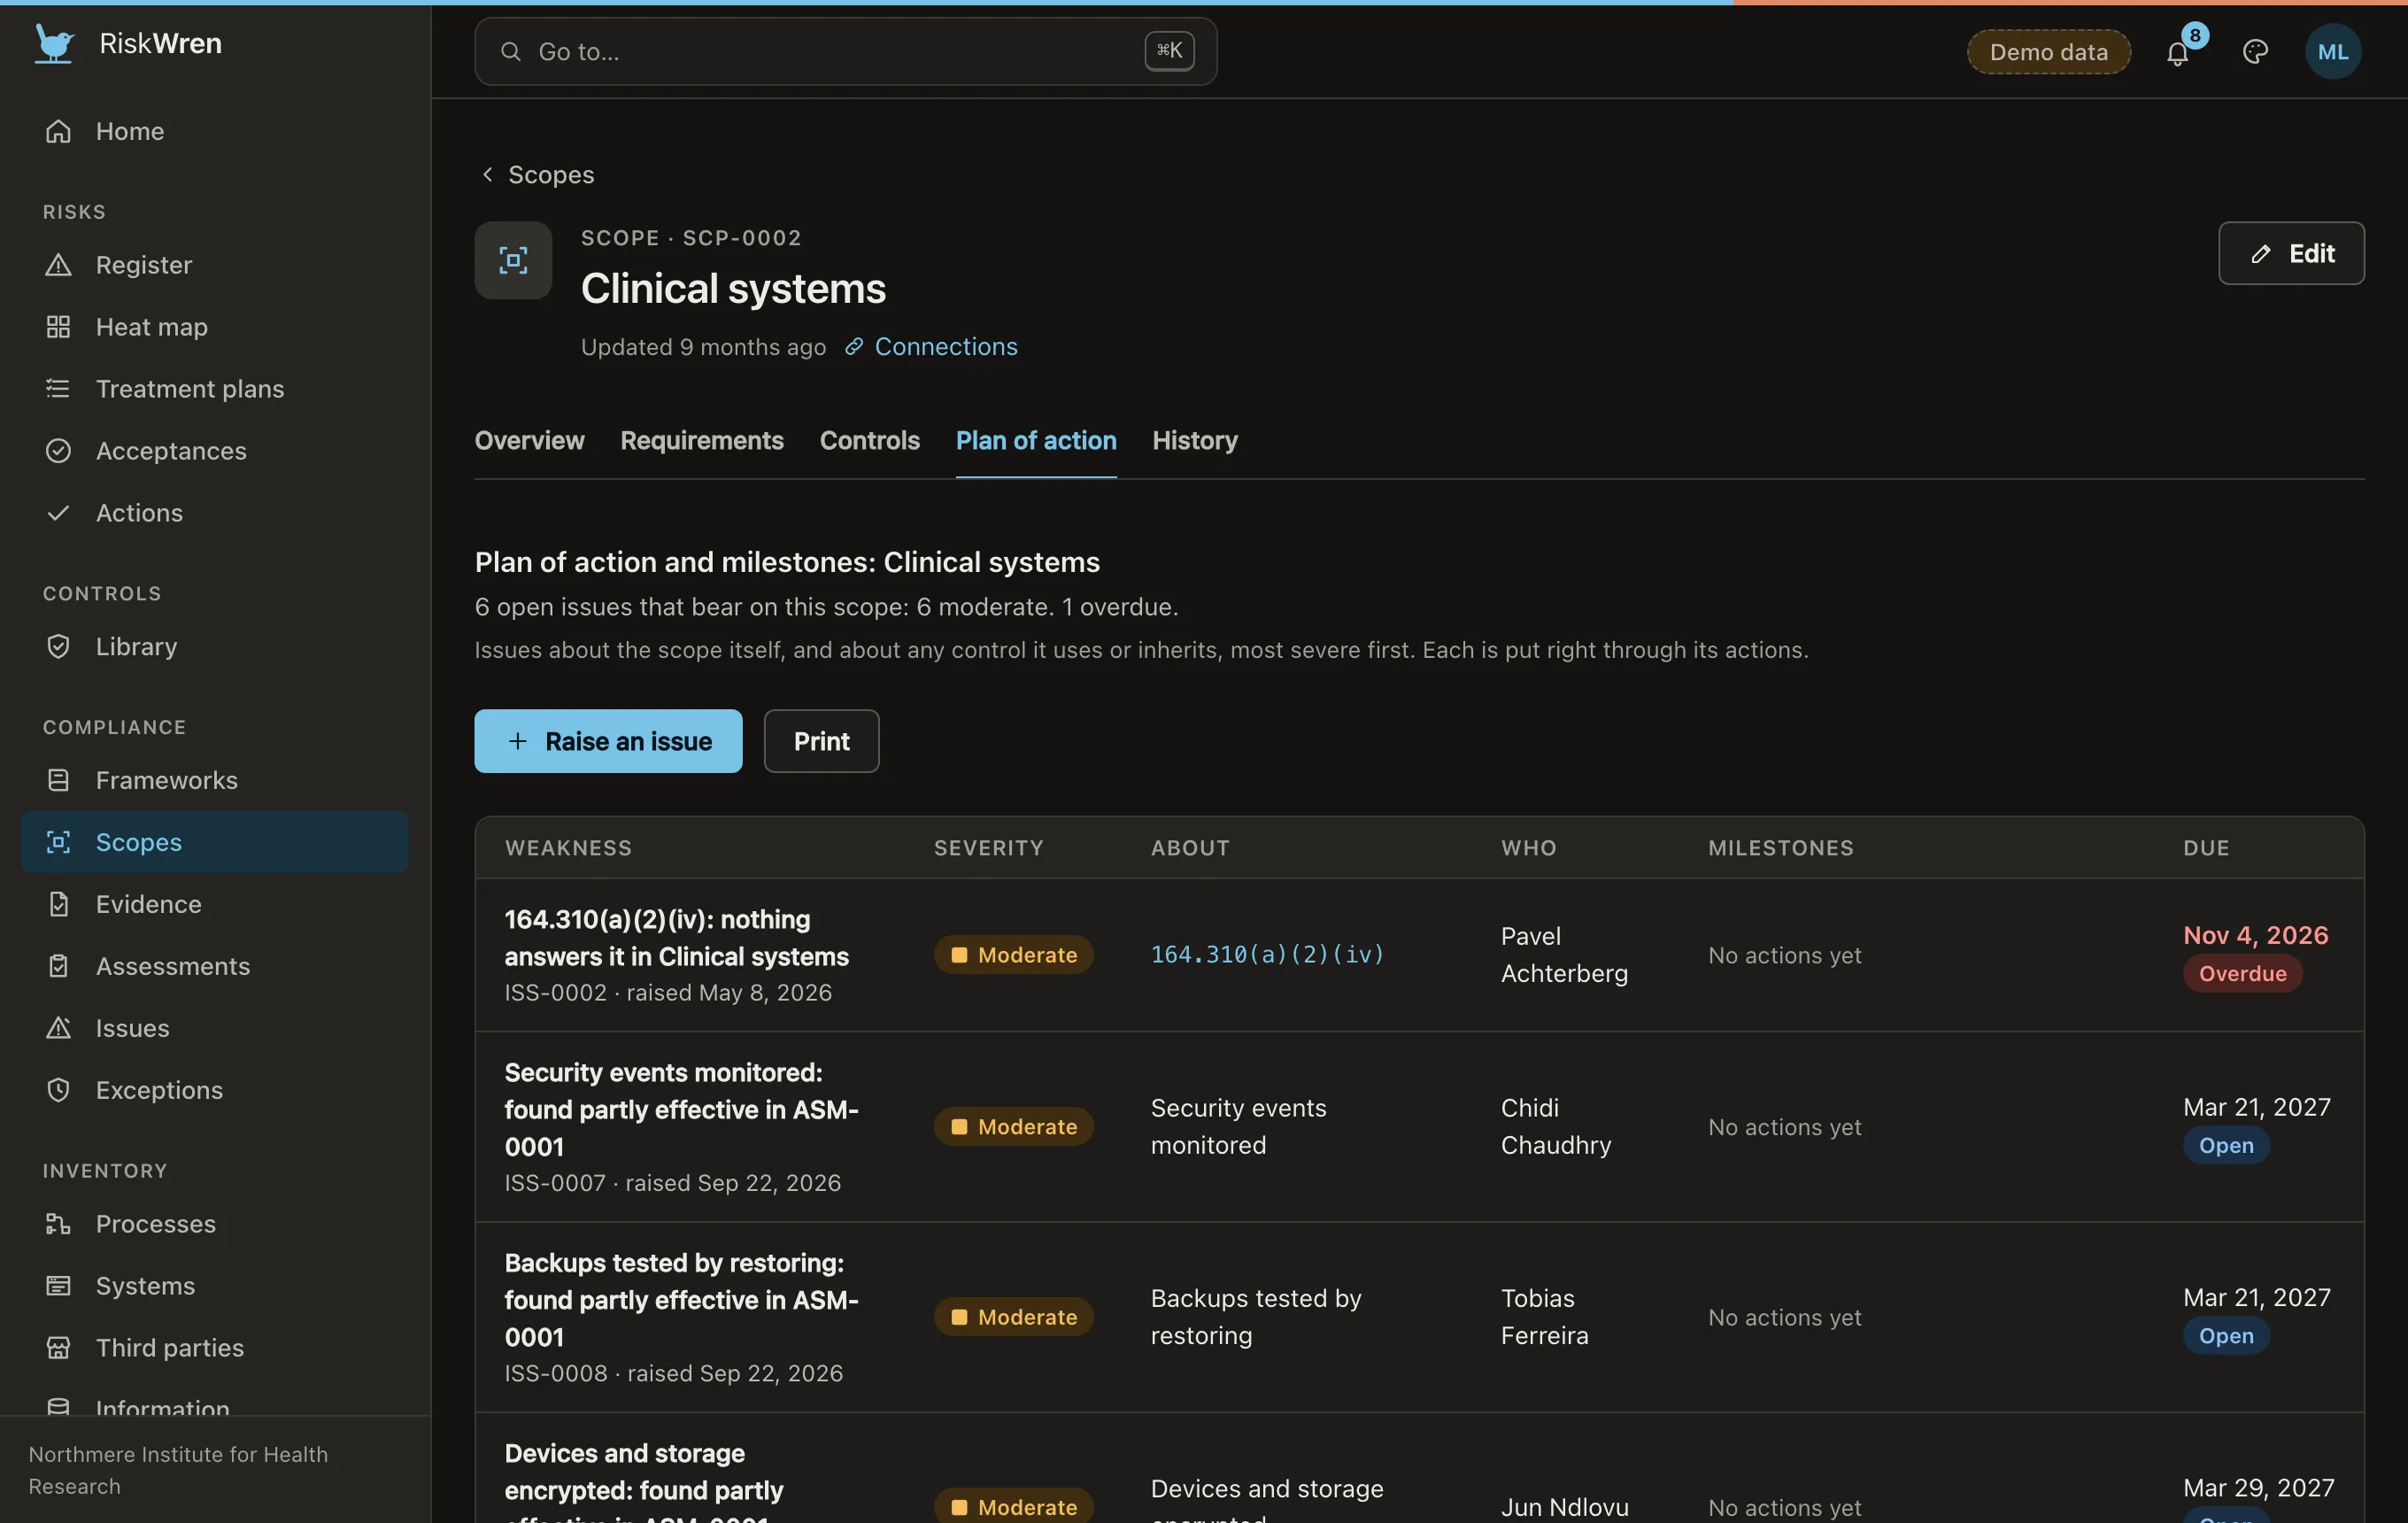 RiskWren
Go to...
⌘K
Demo data
8
ML
Home
RISKS
Register
Heat map
Treatment plans
Acceptances
Actions
CONTROLS
Library
COMPLIANCE
Frameworks
Scopes
Evidence
Assessments
Issues
Exceptions
INVENTORY
Processes
Systems
Third parties
Information
Northmere Institute for Health
Research
Scopes
SCOPE · SCP-0002
Clinical systems
Updated 9 months ago
Connections
Edit
Overview
Requirements
Controls
Plan of action
History
Plan of action and milestones: Clinical systems
6 open issues that bear on this scope: 6 moderate. 1 overdue.
Issues about the scope itself, and about any control it uses or inherits, most severe first. Each is put right through its actions.
Raise an issue
Print
WEAKNESS
SEVERITY
ABOUT
WHO
MILESTONES
DUE
164.310(a)(2)(iv): nothing
answers it in Clinical systems
ISS-0002 · raised May 8, 2026
Moderate
164.310(a)(2)(iv)
Pavel
Achterberg
No actions yet
Nov 4, 2026
Overdue
Security events monitored:
found partly effective in ASM-
0001
ISS-0007 · raised Sep 22, 2026
Moderate
Security events
monitored
Chidi
Chaudhry
No actions yet
Mar 21, 2027
Open
Backups tested by restoring:
found partly effective in ASM-
0001
ISS-0008 · raised Sep 22, 2026
Moderate
Backups tested by
restoring
Tobias
Ferreira
No actions yet
Mar 21, 2027
Open
Devices and storage
encrypted: found partly
effective in ASM-0001
Moderate
Devices and storage
encrypted
Jun Ndlovu
No actions yet
Mar 29, 2027
Open